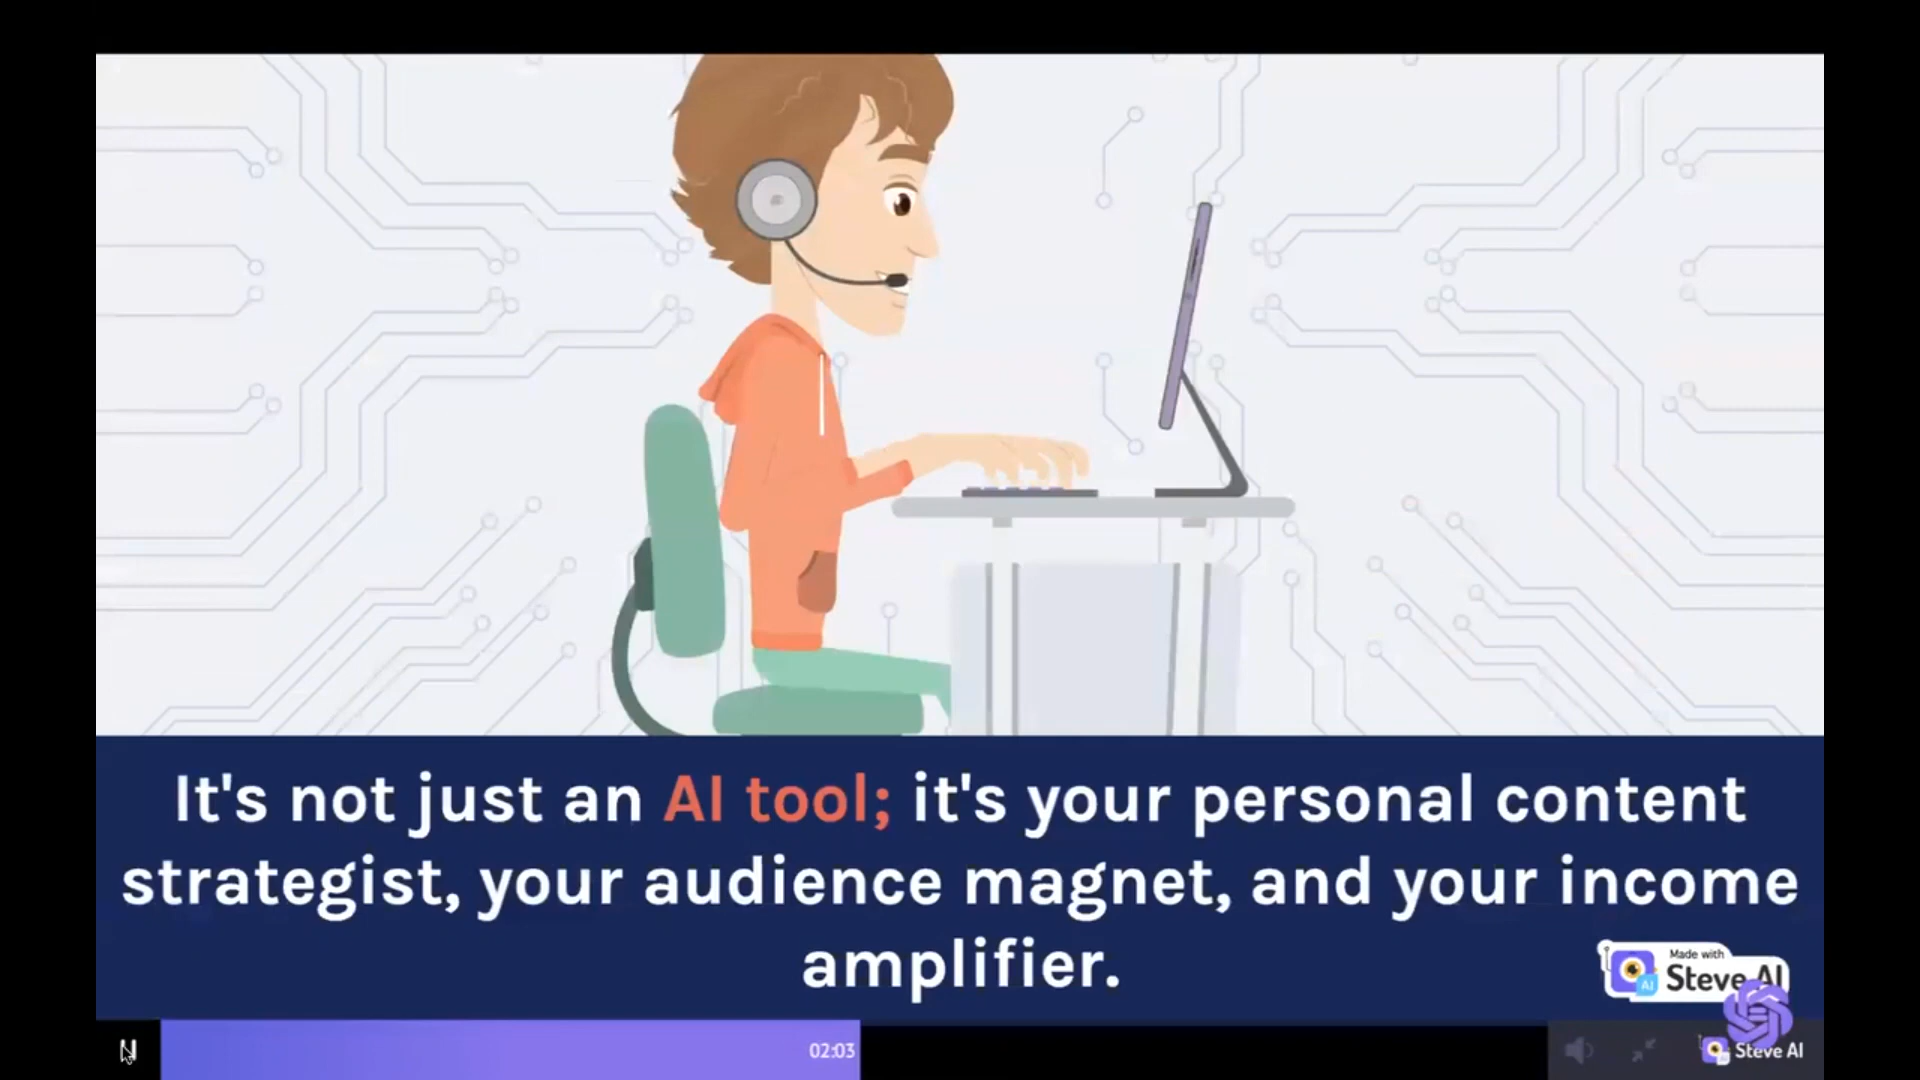 It's not just an AI tool; it's your personal content
strategist, your audience magnet, and your income
amplifier.
Made with
Steve AI
AI
02:03
Steve AI